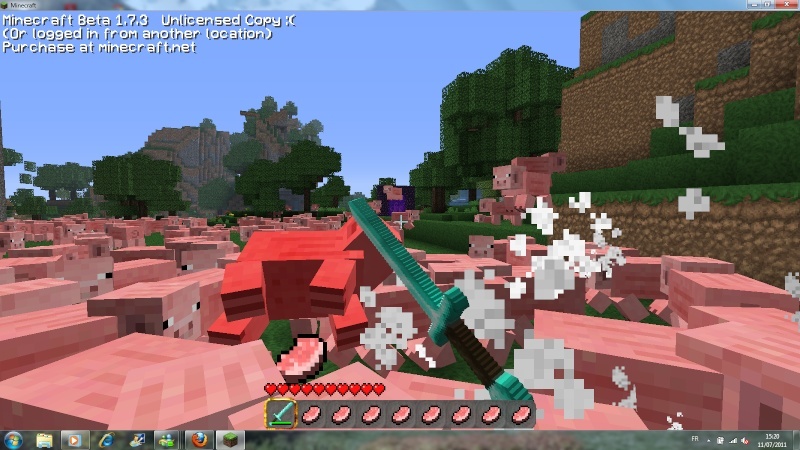 Minecraft
Minecraft Beta 1.7.3   Unlicensed Copy :(
(Or logged in from another location)
Purchase at minecraft.net
FR
15:20
11/07/2011